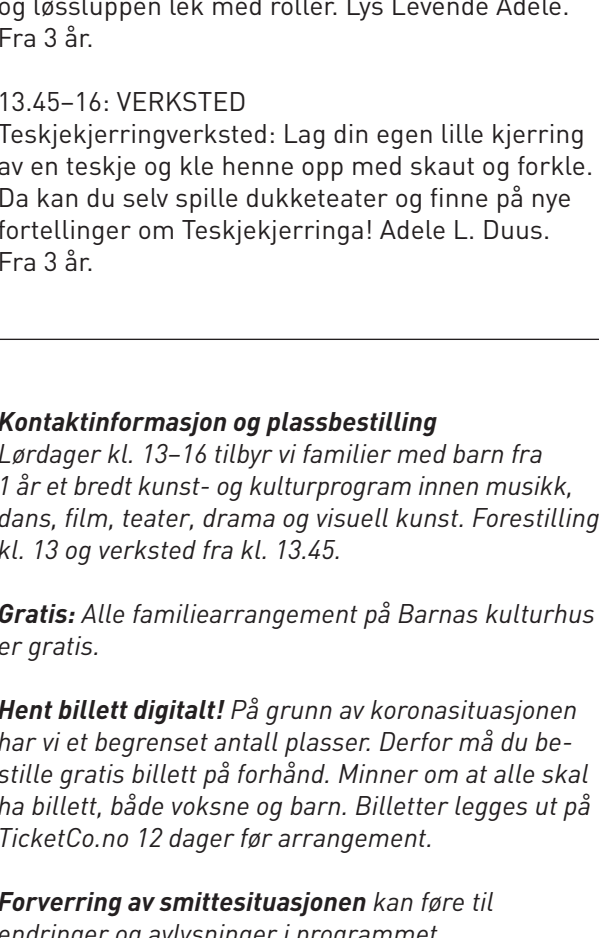 og løssluppen lek med roller. Lys Levende Adele.
Fra 3 år.
13.45–16: VERKSTED
Teskjekjerringverksted: Lag din egen lille kjerring
av en teskje og kle henne opp med skaut og forkle.
Da kan du selv spille dukketeater og finne på nye
fortellinger om Teskjekjerringa! Adele L. Duus.
Fra 3 år.
Kontaktinformasjon og plassbestilling
Lørdager kl. 13–16 tilbyr vi familier med barn fra
1 år et bredt kunst- og kulturprogram innen musikk,
dans, film, teater, drama og visuell kunst. Forestilling
kl. 13 og verksted fra kl. 13.45.
Gratis: Alle familiearrangement på Barnas kulturhus
er gratis.
Hent billett digitalt! På grunn av koronasituasjonen
har vi et begrenset antall plasser. Derfor må du be-
stille gratis billett på forhånd. Minner om at alle skal
ha billett, både voksne og barn. Billetter legges ut på
TicketCo.no 12 dager før arrangement.
Forverring av smittesituasjonen kan føre til
endringer og avlysninger i programmet